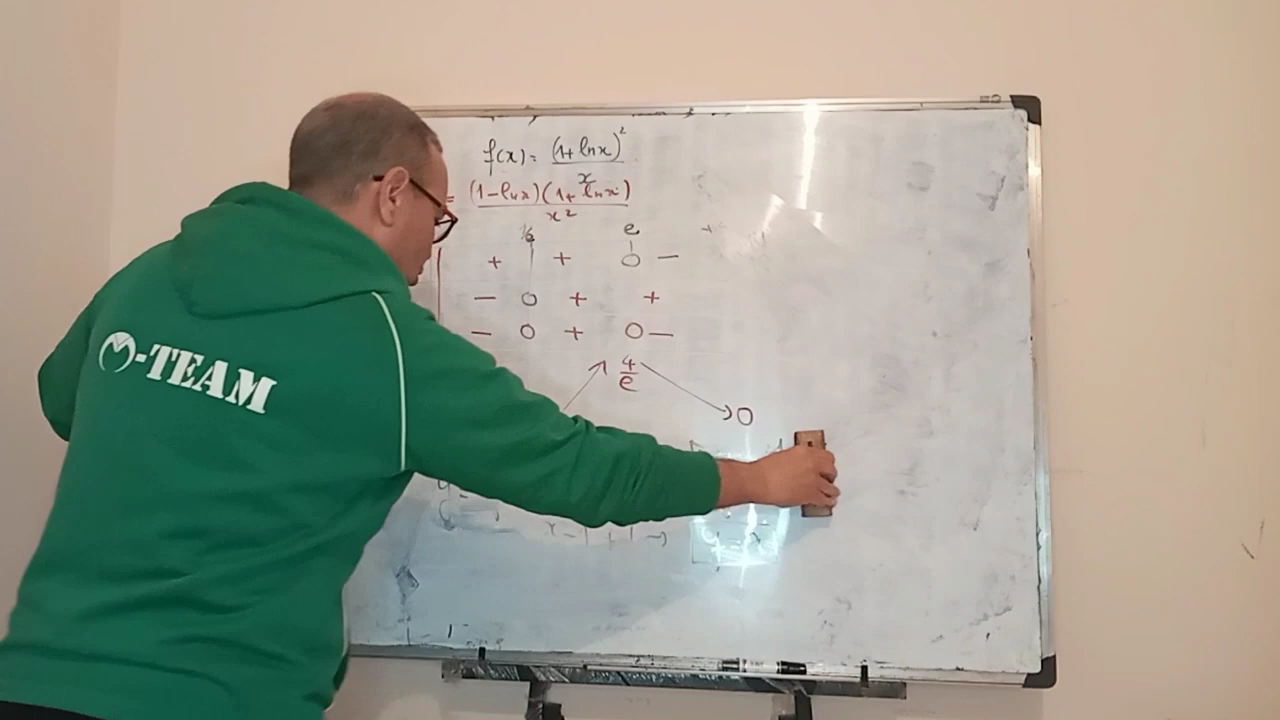 f(x) = (1+ lnx)² / x
= (1-lnx)(1+ lnx) / x²
1/e e
+ + 0 —
— 0 + +
— 0 + 0 —
4/e
0
M-TEAM